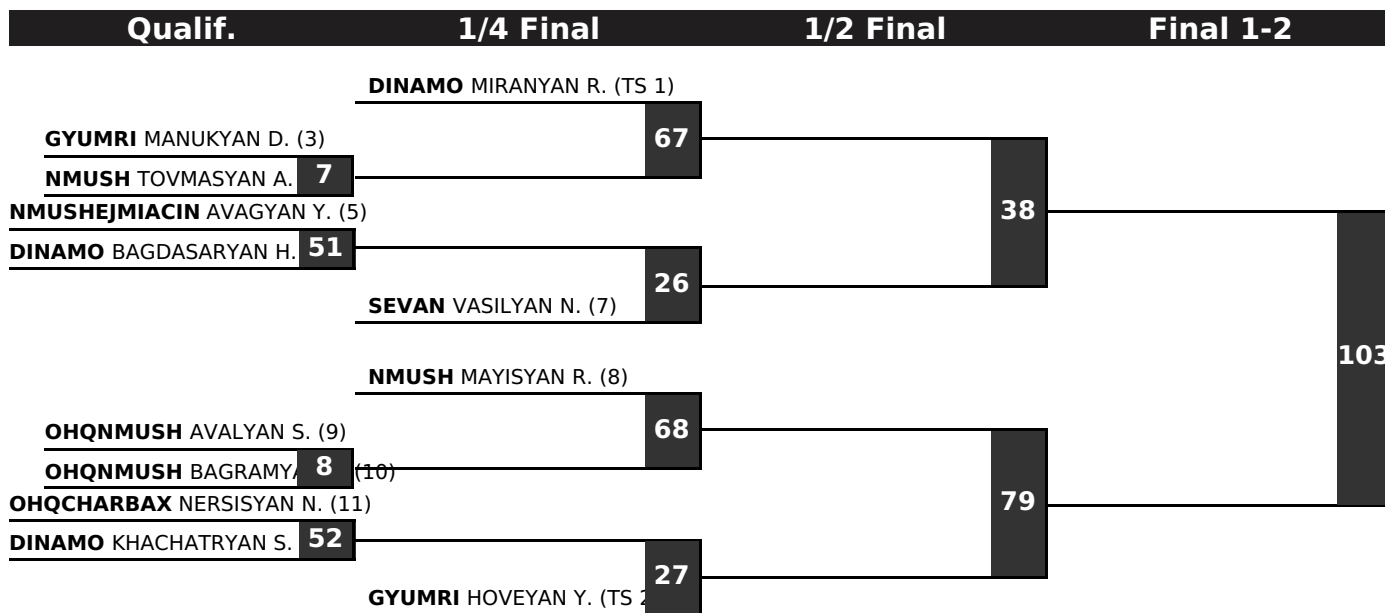 Qualif. 1/4 Final 1/2 Final Final 1-2
DINAMO MIRANYAN R. (TS 1)
67
GYUMRI MANUKYAN D. (3)
7
NMUSH TOVMASYAN A.
38
NMUSHEJMIACIN AVAGYAN Y. (5)
51
DINAMO BAGDASARYAN H.
26
SEVAN VASILYAN N. (7)
103
NMUSH MAYISYAN R. (8)
68
OHQNMUSH AVALYAN S. (9)
8
OHQNMUSH (10)
79
OHQCHARBAX NERSISYAN N. (11)
52
DINAMO KHACHATRYAN S.
27
GYUMRI HOVEYAN Y. (TS